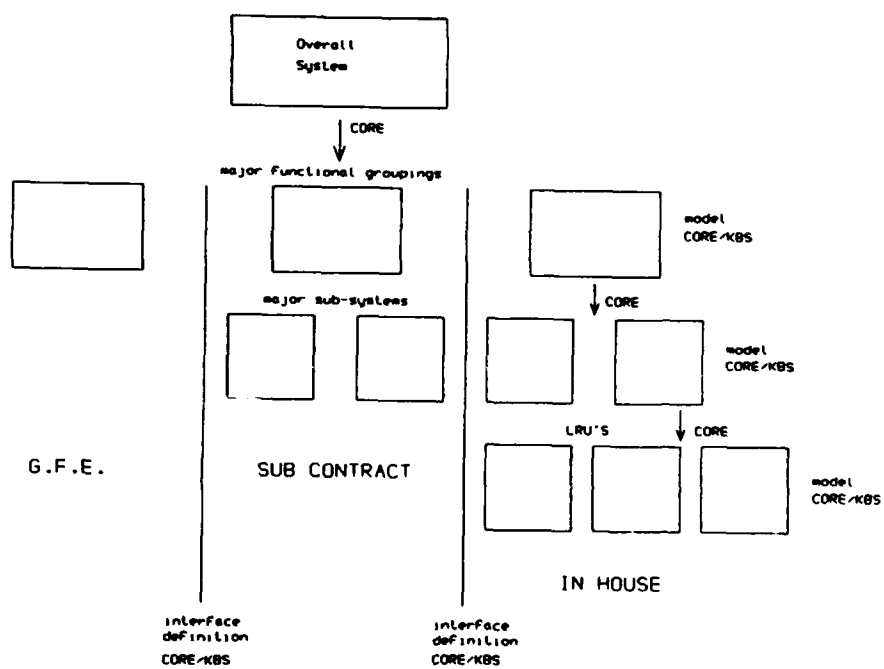 Overall
System
CORE
major functional groupings
model
CORE/KBS
CORE
major sub-systems
model
CORE/KBS
LRU'S
CORE
G.F.E.
SUB CONTRACT
model
CORE/KBS
IN HOUSE
interface
definition
CORE/KBS
interface
definition
CORE/KBS